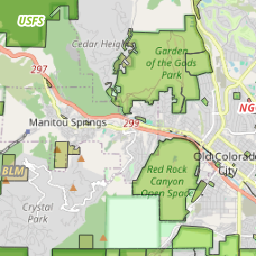 USFS
Cedar Heights
Garden
of the Gods
Park
297
NG
Manitou Springs
299
Old Colorado
City
Red Rock
Canyon
Open Space
BLM
Crystal
Park